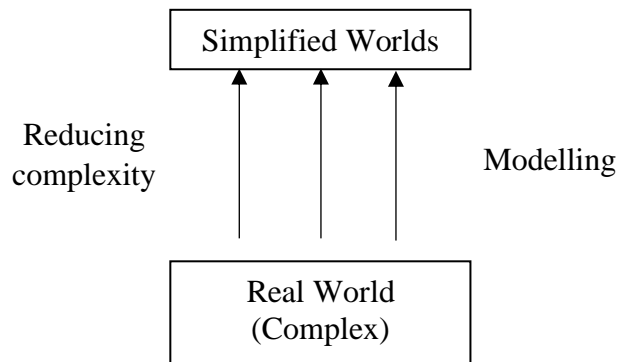 Simplified Worlds
Reducing
complexity
Modelling
Real World
(Complex)